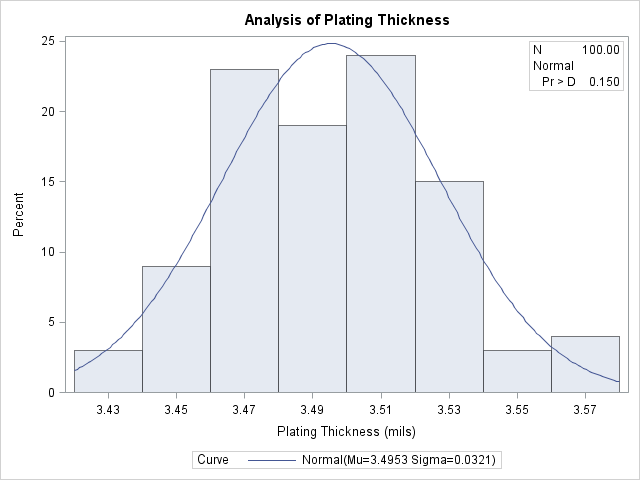 Analysis of Plating Thickness
N 100.00
Normal
Pr > D 0.150
25
20
15
10
5
0
Percent
3.43 3.45 3.47 3.49 3.51 3.53 3.55 3.57
Plating Thickness (mils)
Curve Normal(Mu=3.4953 Sigma=0.0321)